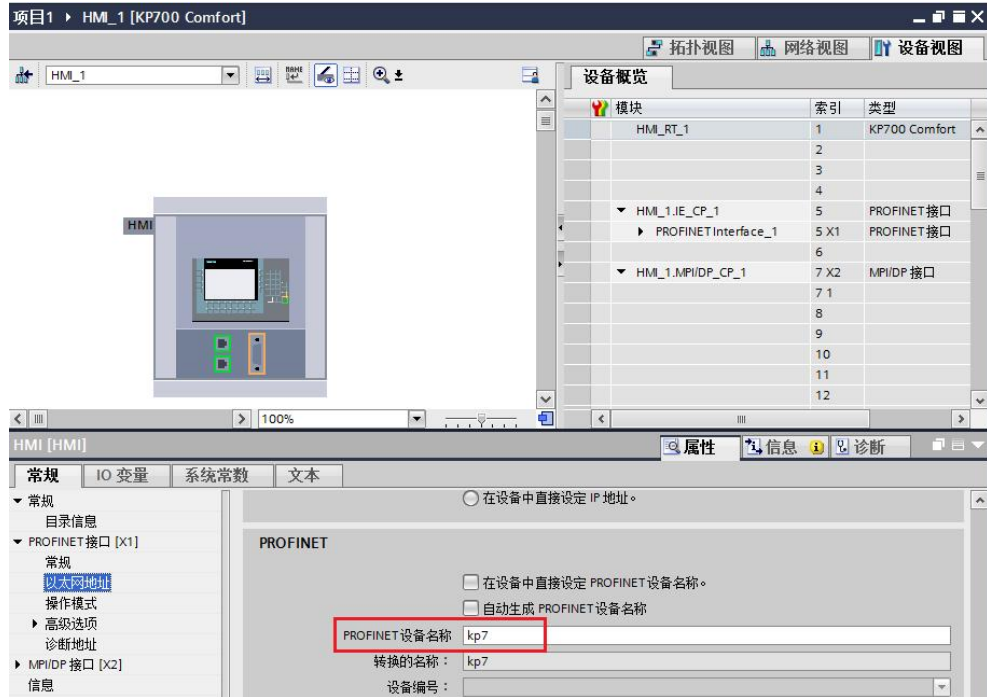 项目1 ▸ HMI_1 [KP700 Comfort]
拓扑视图 网络视图 设备视图
HMI_1
设备概览
模块 索引 类型
HMI_RT_1 1 KP700 Comfort
2
3
4
HMI_1.IE_CP_1 5 PROFINET接口
PROFINET Interface_1 5 X1 PROFINET接口
6
HMI_1.MPI/DP_CP_1 7 X2 MPI/DP 接口
7 1
8
9
10
11
12
HMI
100%
HMI [HMI]
属性 信息 诊断
常规 IO 变量 系统常数 文本
常规
目录信息
PROFINET接口 [X1]
常规
以太网地址
操作模式
高级选项
诊断地址
MPI/DP 接口 [X2]
信息
在设备中直接设定 IP 地址。
PROFINET
在设备中直接设定 PROFINET 设备名称。
自动生成 PROFINET 设备名称
PROFINET 设备名称 kp7
转换的名称： kp7
设备编号：